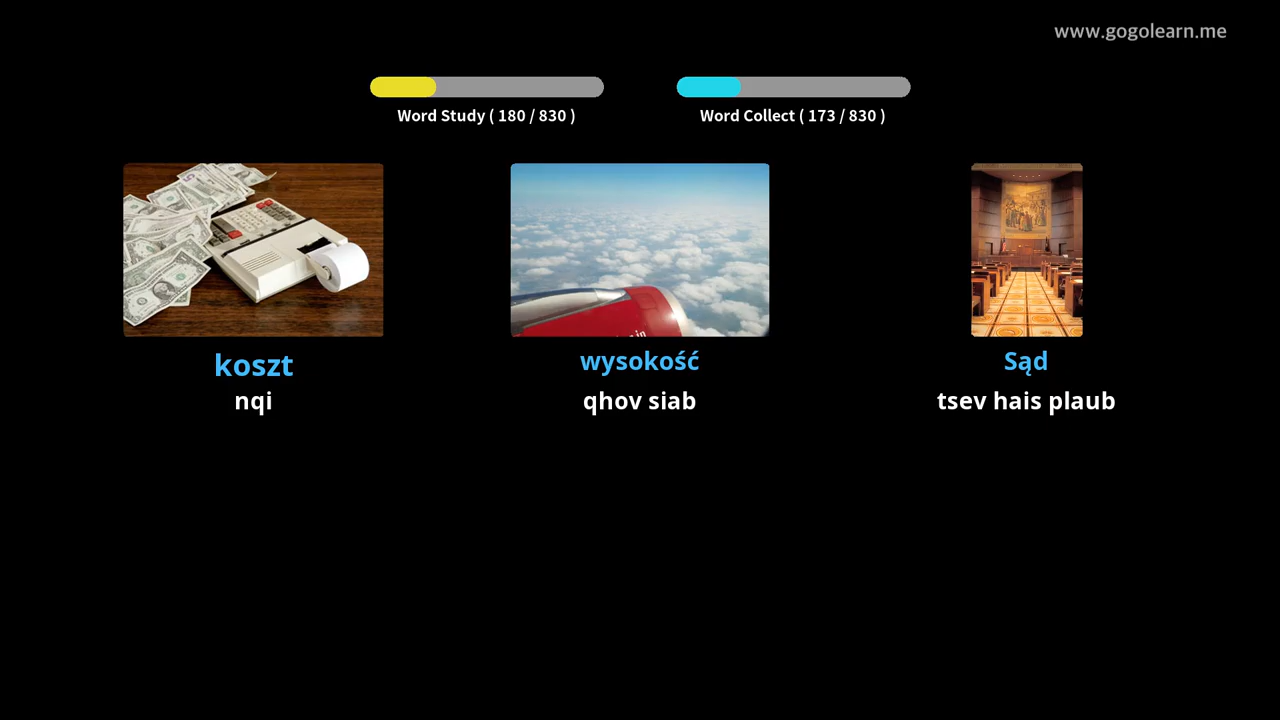 www.gogolearn.me
Word Study ( 180 / 830 )
Word Collect ( 173 / 830 )
koszt
wysokość
Sąd
nqi
qhov siab
tsev hais plaub